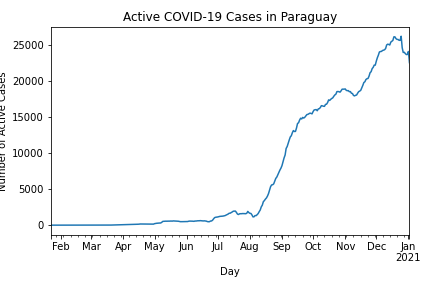 Active COVID-19 Cases in Paraguay
Number of Active Cases
25000
20000
15000
10000
5000
0
Feb Mar Apr May Jun Jul Aug Sep Oct Nov Dec Jan
2021
Day